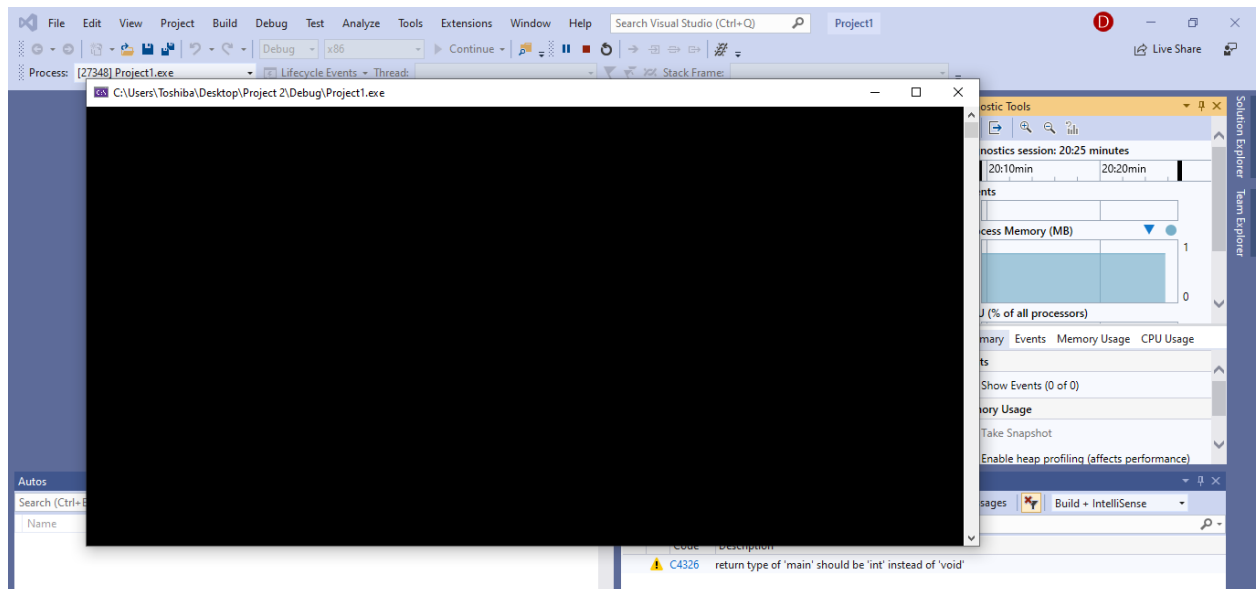 File Edit View Project Build Debug Test Analyze Tools Extensions Window Help Search Visual Studio (Ctrl+Q) Project1 D
Debug x86 Continue Live Share
Process: [27348] Project1.exe Lifecycle Events Thread: Stack Frame:
C:\Users\Toshiba\Desktop\Project 2\Debug\Project1.exe
ostic Tools
nostics session: 20:25 minutes
20:10min 20:20min
nts
cess Memory (MB)
1
0
(% of all processors)
mary Events Memory Usage CPU Usage
ts
Show Events (0 of 0)
ory Usage
Take Snapshot
Enable heap profiling (affects performance)
Solution Explorer
Team Explorer
Autos
Search (Ctrl+E
Name
sages Build + IntelliSense
Code Description
C4326 return type of 'main' should be 'int' instead of 'void'